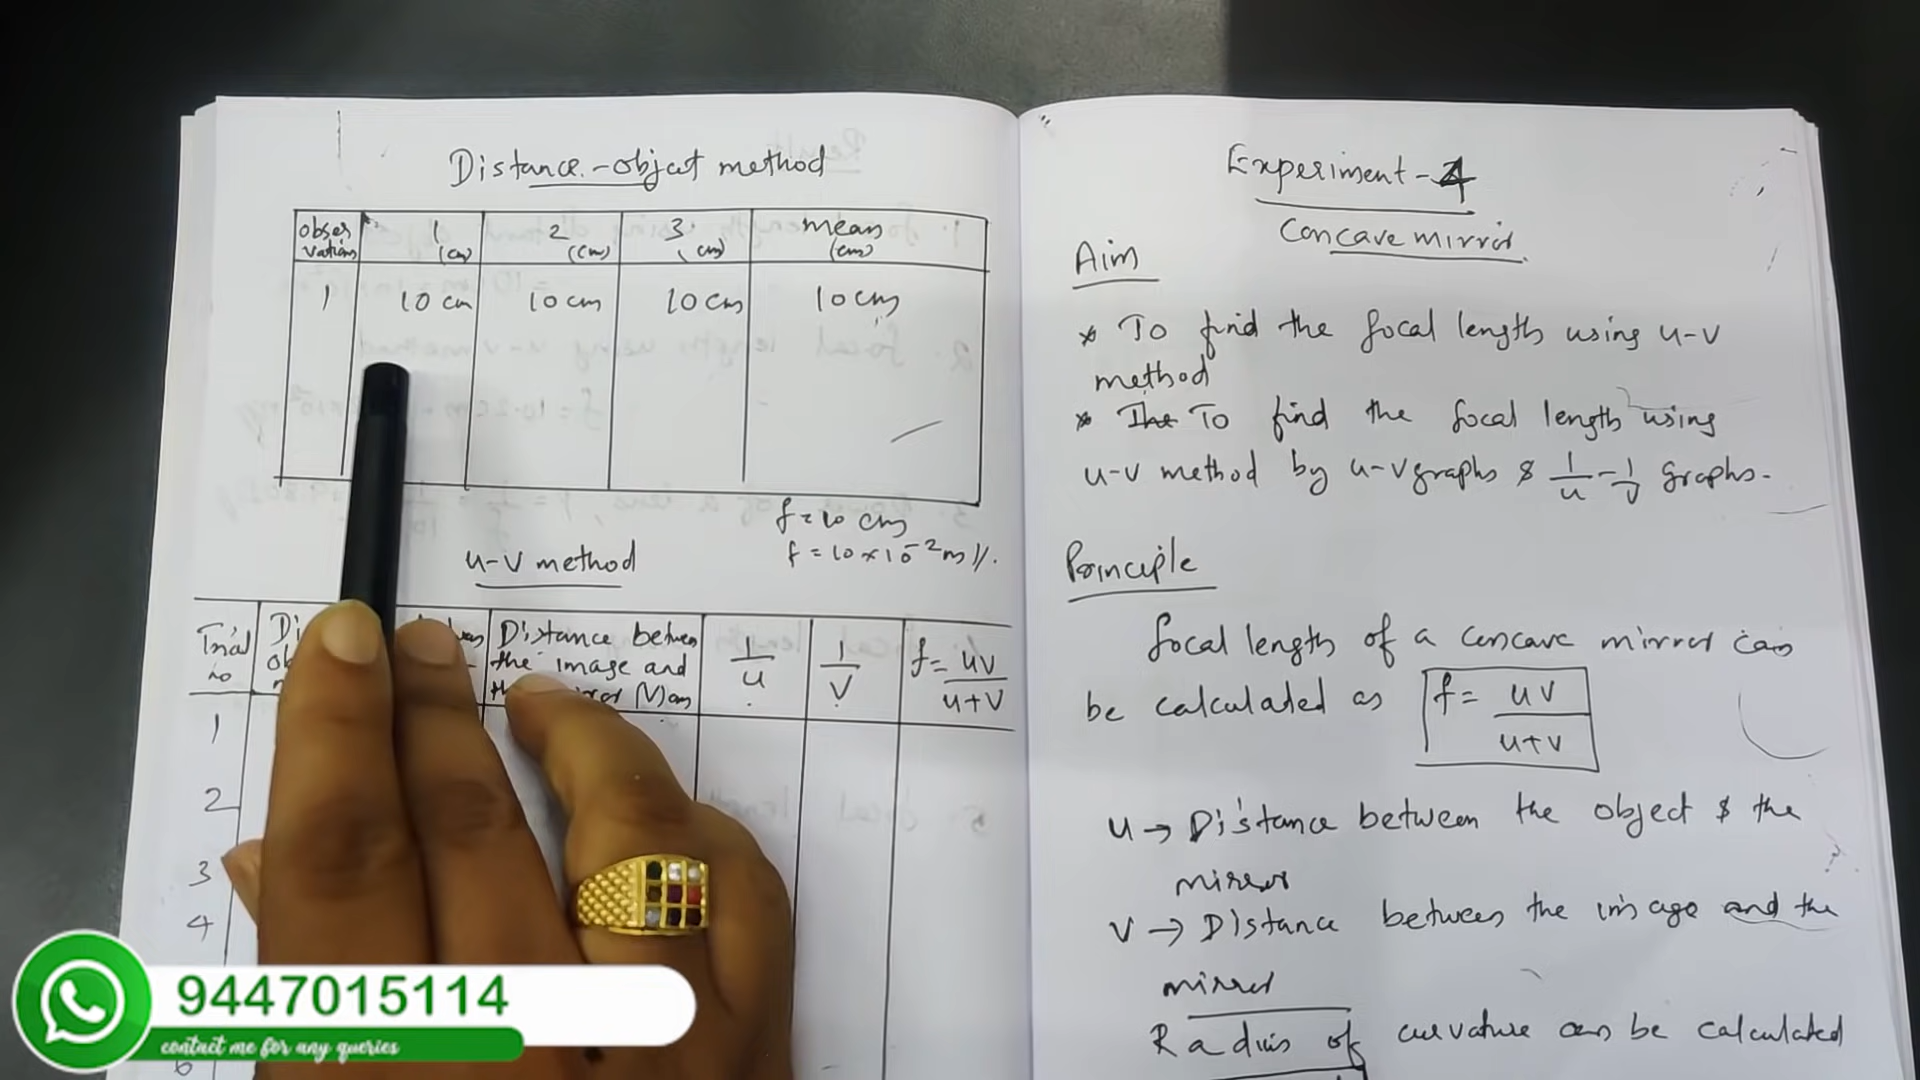 Distance-object method
obser vations
1 (cm)
2 (cm)
3 (cm)
mean (cm)
1 10 cm 10 cm 10 cm 10 cm
f = 10 cm
f = 10 × 10⁻² m //.
u-v method
Trial no
Distance between the image and
(V) cm
1/u
1/v
f = uv/u+v
1
2
3
4
6
Experiment-4
Concave mirror
Aim
* To find the focal length using u-v
method
* To find the focal length using
u-v method by u-v graphs & 1/u - 1/v graphs.
Principle
focal length of a concave mirror can
be calculated as f = uv/u+v
u → Distance between the object & the
mirror
v → Distance between the image and the
mirror
Radius of curvature can be calculated
9447015114
contact me for any queries